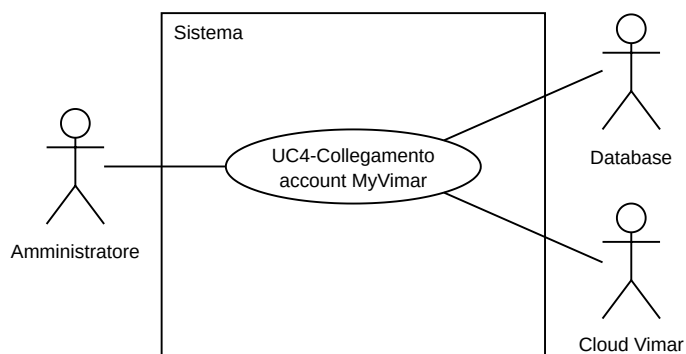 Sistema
UC4-Collegamento
account MyVimar
Amministratore
Database
Cloud Vimar